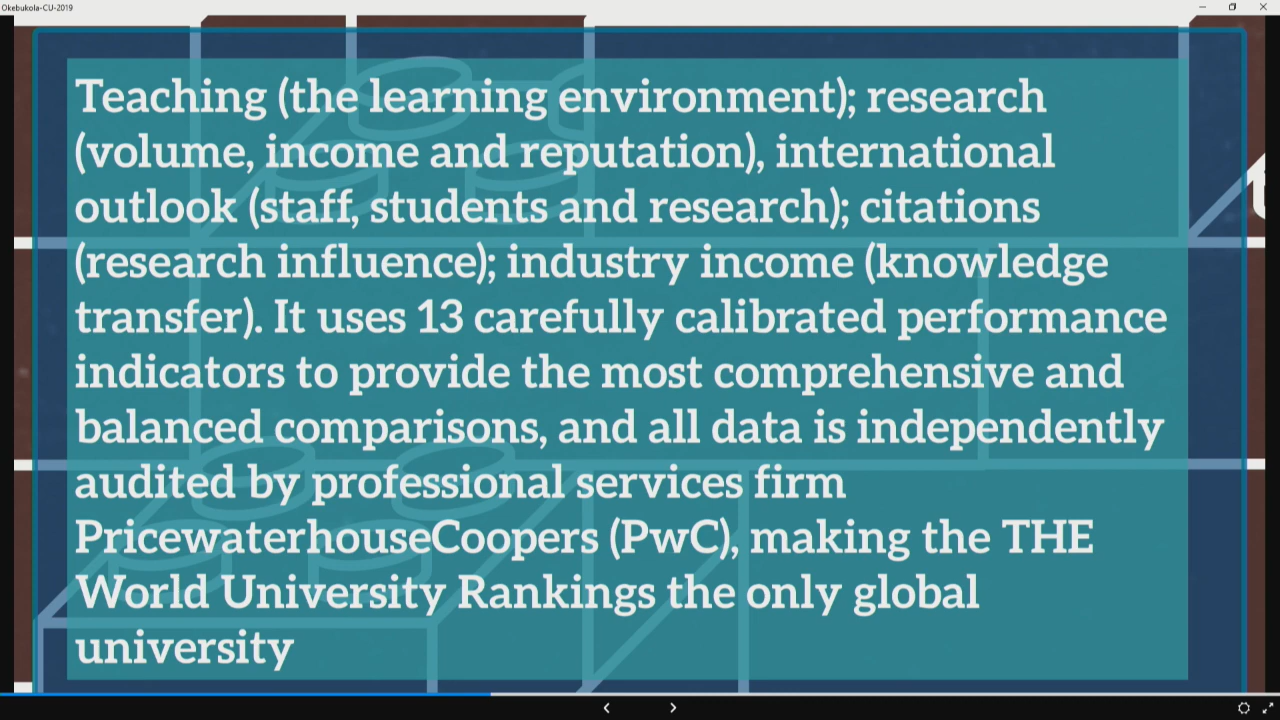 Okebukola-CU-2019
Teaching (the learning environment); research
(volume, income and reputation), international
outlook (staff, students and research); citations
(research influence); industry income (knowledge
transfer). It uses 13 carefully calibrated performance
indicators to provide the most comprehensive and
balanced comparisons, and all data is independently
audited by professional services firm
PricewaterhouseCoopers (PwC), making the THE
World University Rankings the only global
university